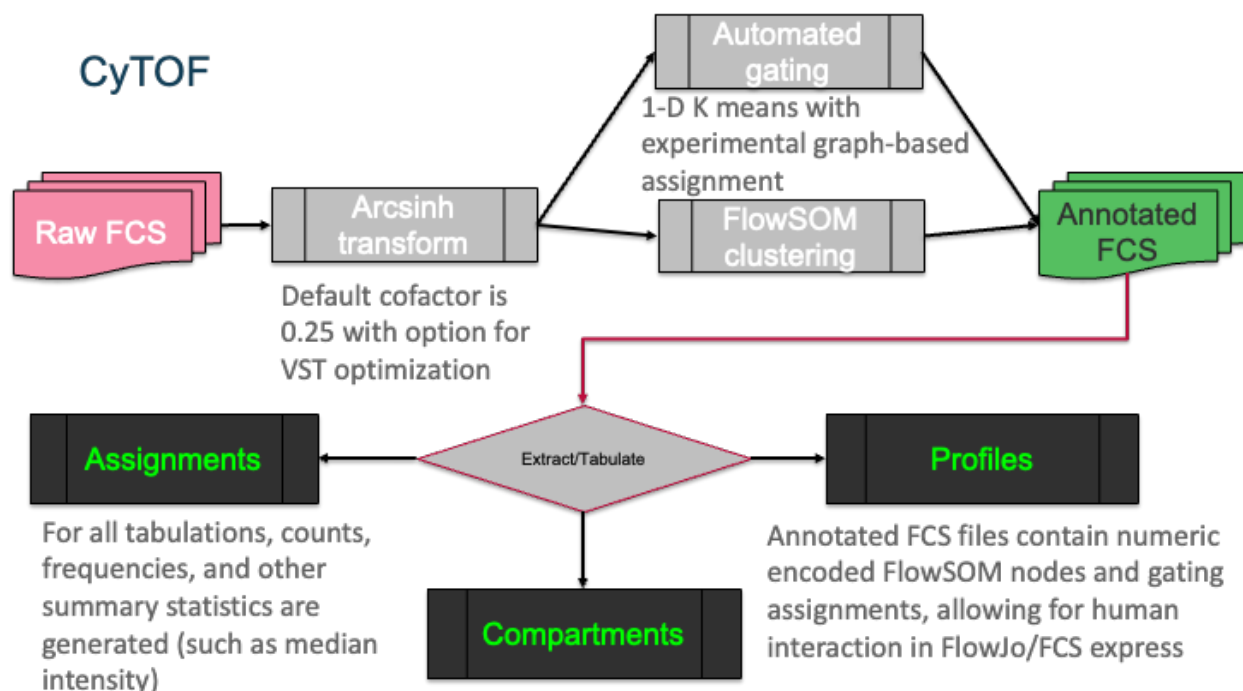 CyTOF
Automated
gating
1-D K means with
experimental graph-based
assignment
Raw FCS
Arcsinh
transform
FlowSOM
clustering
Annotated
FCS
Default cofactor is
0.25 with option for
VST optimization
Assignments
Extract/Tabulate
Profiles
For all tabulations, counts,
frequencies, and other
summary statistics are
generated (such as median
intensity)
Compartments
Annotated FCS files contain numeric
encoded FlowSOM nodes and gating
assignments, allowing for human
interaction in FlowJo/FCS express